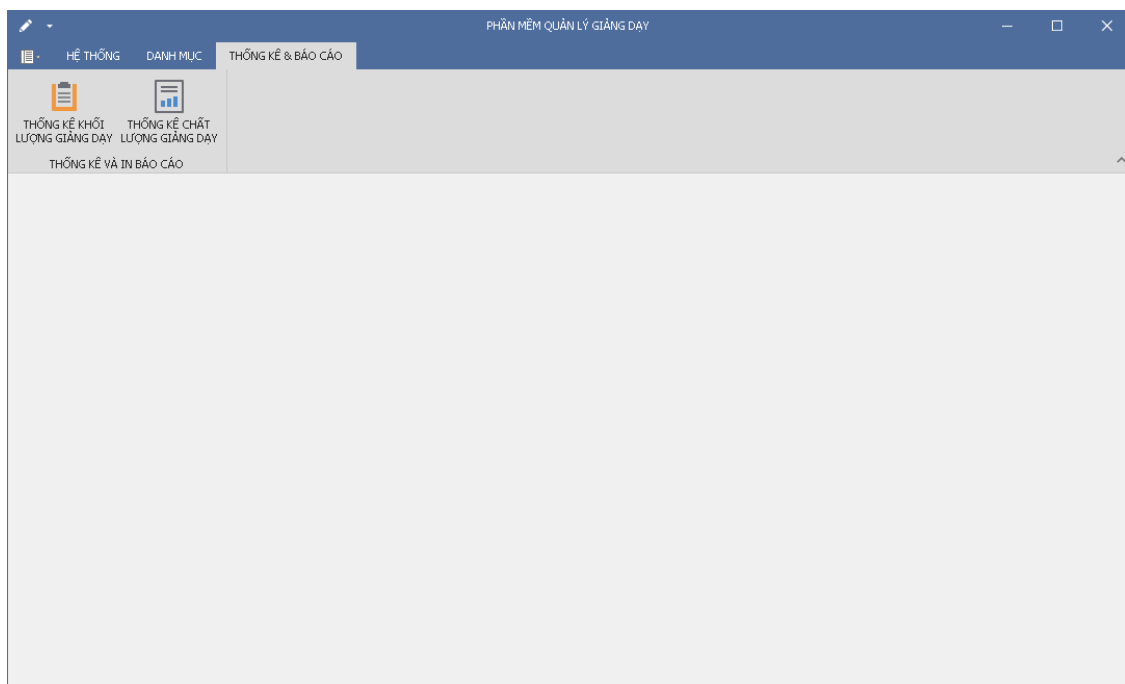 PHẦN MỀM QUẢN LÝ GIẢNG DẠY
HỆ THỐNG DANH MỤC THỐNG KÊ & BÁO CÁO
THỐNG KÊ KHỐI
LƯỢNG GIẢNG DẠY
THỐNG KÊ CHẤT
LƯỢNG GIẢNG DẠY
THỐNG KÊ VÀ IN BÁO CÁO